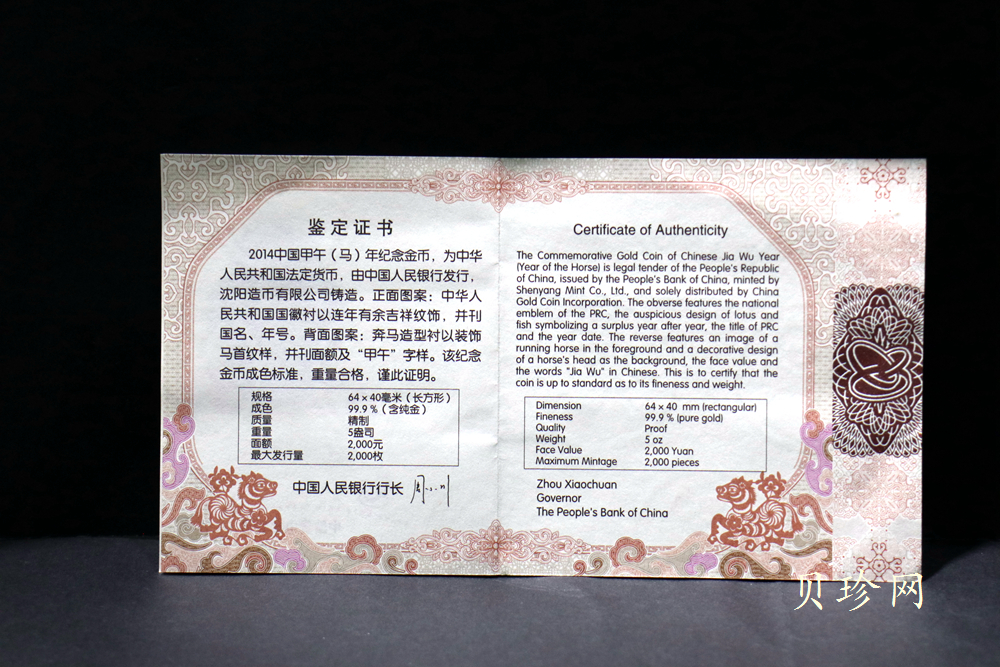 鉴定证书
2014中国甲午（马）年纪念金币，为中华
人民共和国法定货币，由中国人民银行发行，
沈阳造币有限公司铸造。正面图案：中华人
民共和国国徽衬以连年有余吉祥纹饰，并刊
国名、年号。背面图案：奔马造型衬以装饰
马首纹样，并刊面额及“甲午”字样。该纪念
金币成色标准，重量合格，谨此证明。
规格 64×40毫米（长方形）
成色 99.9%（含纯金）
质量 精制
重量 5盎司
面额 2,000元
最大发行量 2,000枚
中国人民银行行长
Certificate of Authenticity
The Commemorative Gold Coin of Chinese Jia Wu Year
(Year of the Horse) is legal tender of the People's Republic
of China, issued by the People's Bank of China, minted by
Shenyang Mint Co., Ltd., and solely distributed by China
Gold Coin Incorporation. The obverse features the national
emblem of the PRC, the auspicious design of lotus and
fish symbolizing a surplus year after year, the title of PRC
and the year date. The reverse features an image of a
running horse in the foreground and a decorative design
of a horse's head as the background, the face value and
the words "Jia Wu" in Chinese. This is to certify that the
coin is up to standard as to its fineness and weight.
Dimension 64×40 mm (rectangular)
Fineness 99.9% (pure gold)
Quality Proof
Weight 5 oz
Face Value 2,000 Yuan
Maximum Mintage 2,000 pieces
Zhou Xiaochuan
Governor
The People's Bank of China
贝珍网